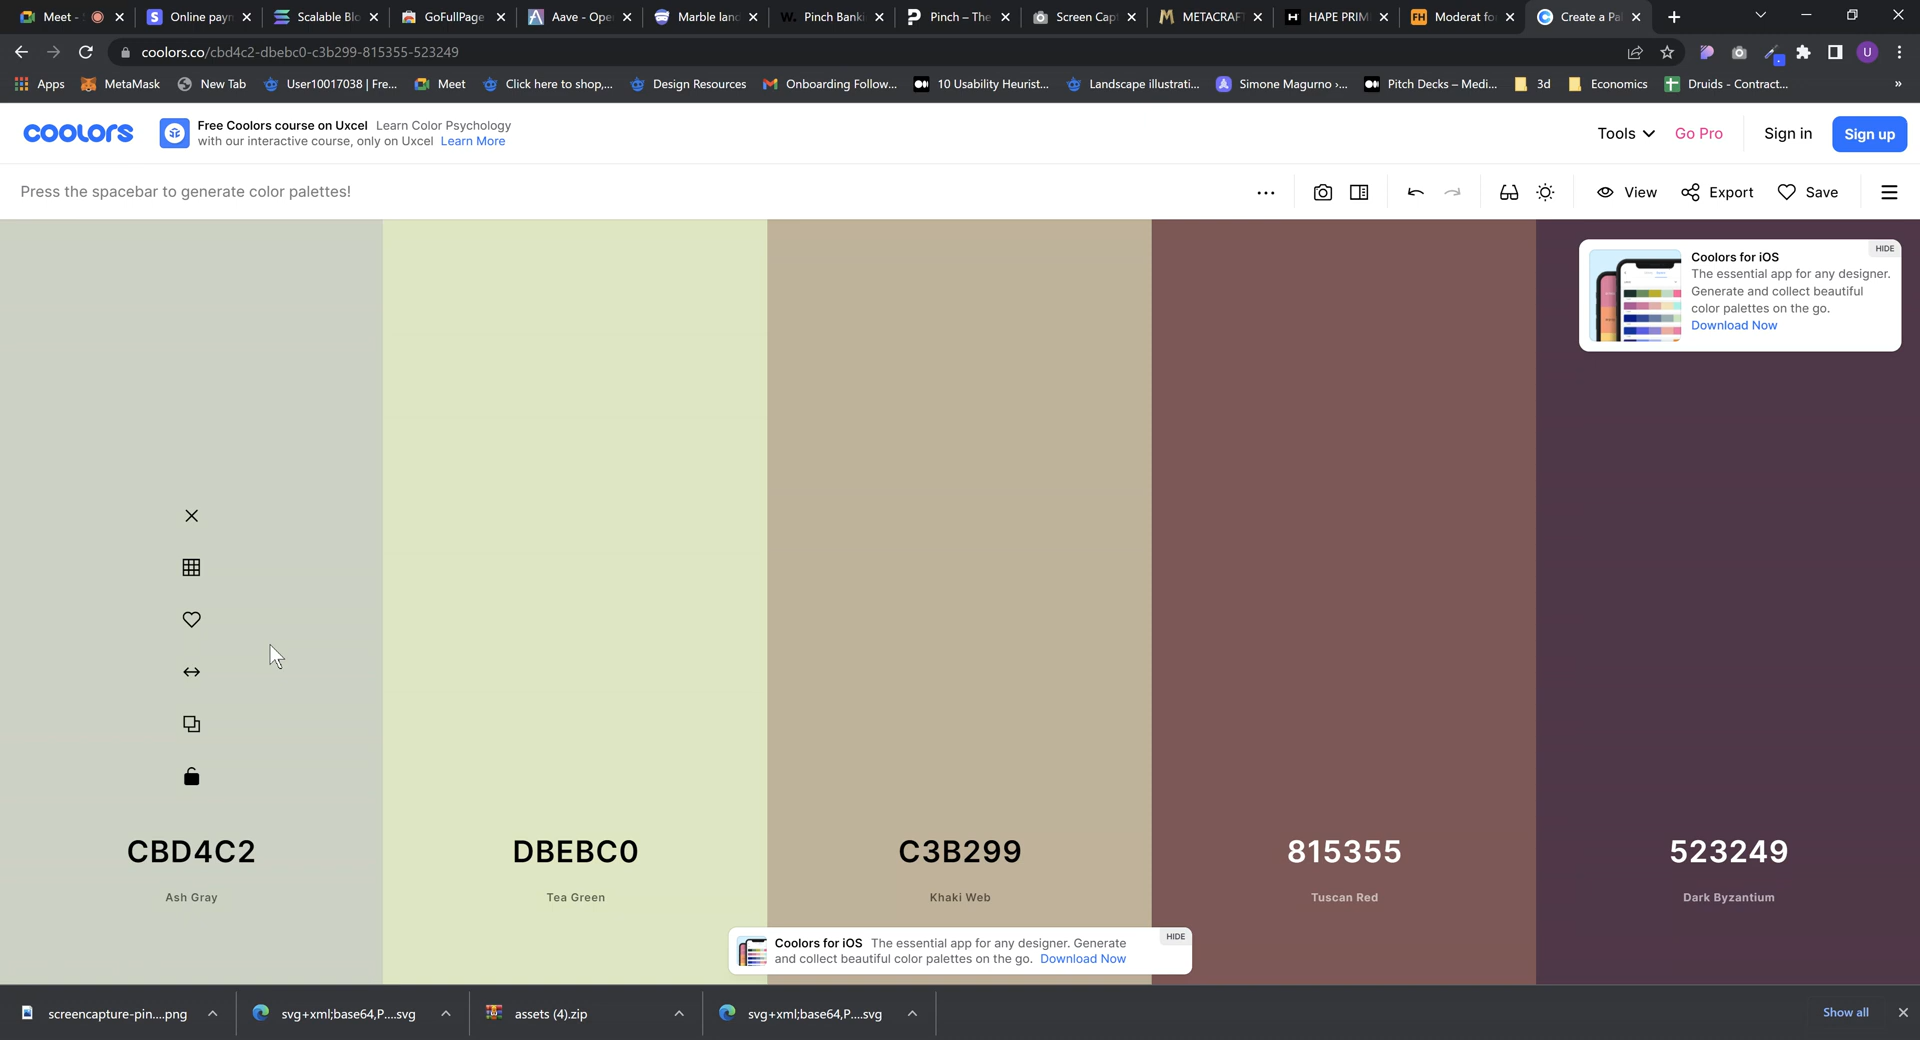 Meet -
Online payn
Scalable Blo
GoFullPage
Aave - Ope
Marble land
Pinch Banki
Pinch – The
Screen Capt
METACRAFT
HAPE PRIM
Moderat fo
Create a Pal
coolors.co/cbd4c2-dbebc0-c3b299-815355-523249
Apps
MetaMask
New Tab
User10017038 | Fre...
Meet
Click here to shop,...
Design Resources
Onboarding Follow...
10 Usability Heurist...
Landscape illustrati...
Simone Magurno ›...
Pitch Decks – Medi...
3d
Economics
Druids - Contract...
»
coolors
Free Coolors course on Uxcel Learn Color Psychology
with our interactive course, only on Uxcel Learn More
Tools
Go Pro
Sign in
Sign up
Press the spacebar to generate color palettes!
View
Export
Save
HIDE
Coolors for iOS
The essential app for any designer.
Generate and collect beautiful
color palettes on the go.
Download Now
CBD4C2
DBEBC0
C3B299
815355
523249
Ash Gray
Tea Green
Khaki Web
Tuscan Red
Dark Byzantium
HIDE
Coolors for iOS The essential app for any designer. Generate
and collect beautiful color palettes on the go. Download Now
screencapture-pin....png
svg+xml;base64,P....svg
assets (4).zip
svg+xml;base64,P....svg
Show all